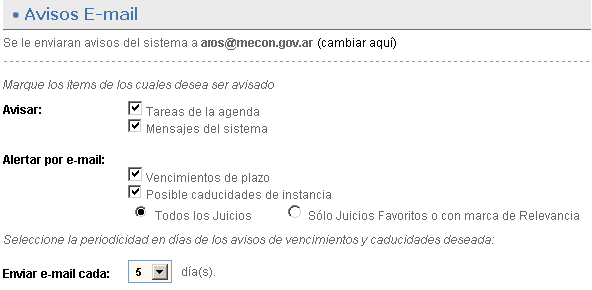 Avisos E-mail
Se le enviaran avisos del sistema a aros@mecon.gov.ar (cambiar aquí)
Marque los items de los cuales desea ser avisado
Avisar:
Tareas de la agenda
Mensajes del sistema
Alertar por e-mail:
Vencimientos de plazo
Posible caducidades de instancia
Todos los Juicios Sólo Juicios Favoritos o con marca de Relevancia
Seleccione la periodicidad en días de los avisos de vencimientos y caducidades deseada:
Enviar e-mail cada: 5 día(s).